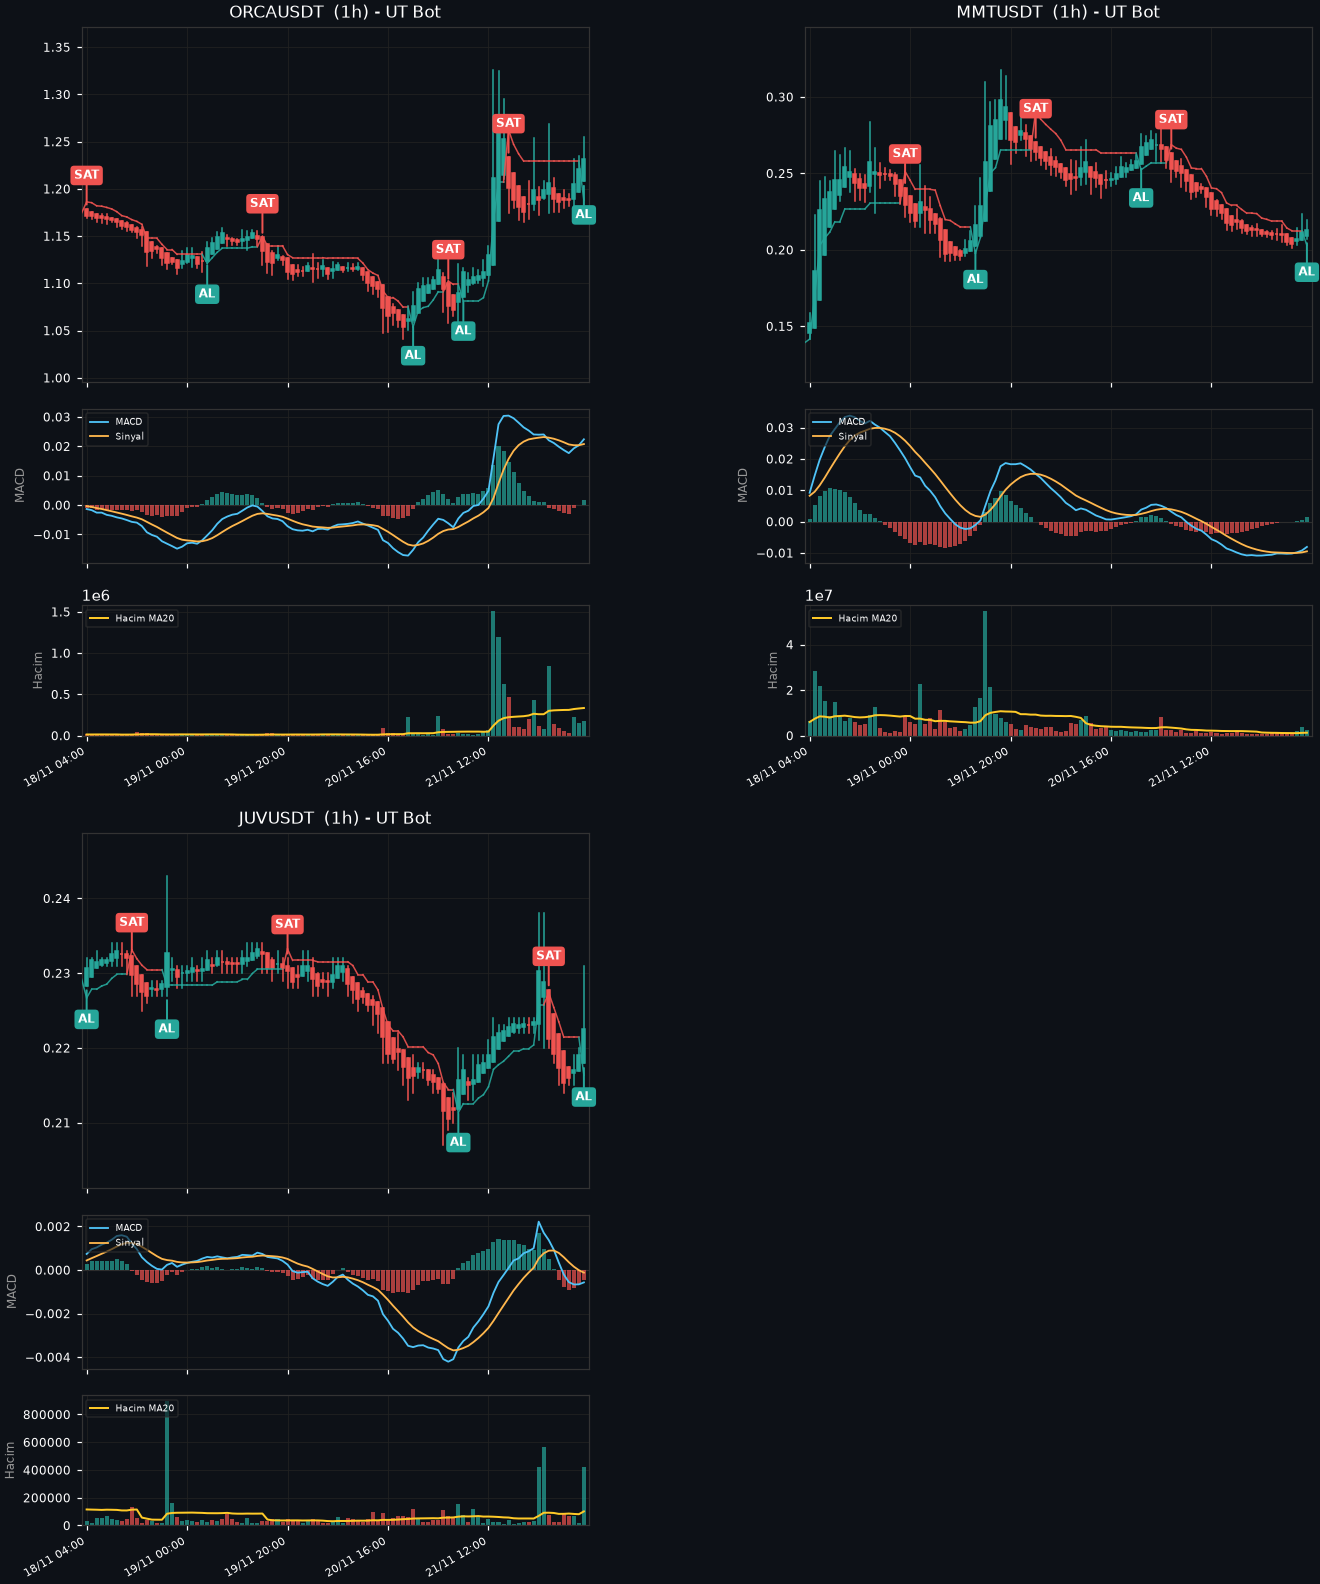 ORCAUSDT (1h) - UT Bot
1.35
1.30
1.25
1.20
1.15
1.10
1.05
1.00
SAT
AL
SAT
AL
SAT
AL
SAT
AL
MACD
0.03
0.02
0.01
0.00
−0.01
MACD
Sinyal
1e6
Hacim
1.5
1.0
0.5
0.0
Hacim MA20
18/11 04:00
19/11 00:00
19/11 20:00
20/11 16:00
21/11 12:00
MMTUSDT (1h) - UT Bot
0.30
0.25
0.20
0.15
SAT
AL
SAT
AL
SAT
AL
MACD
0.03
0.02
0.01
0.00
−0.01
MACD
Sinyal
1e7
Hacim
4
2
0
Hacim MA20
18/11 04:00
19/11 00:00
19/11 20:00
20/11 16:00
21/11 12:00
JUVUSDT (1h) - UT Bot
0.24
0.23
0.22
0.21
AL
SAT
AL
SAT
AL
SAT
AL
MACD
0.002
0.000
−0.002
−0.004
MACD
Sinyal
Hacim
800000
600000
400000
200000
0
Hacim MA20
18/11 04:00
19/11 00:00
19/11 20:00
20/11 16:00
21/11 12:00